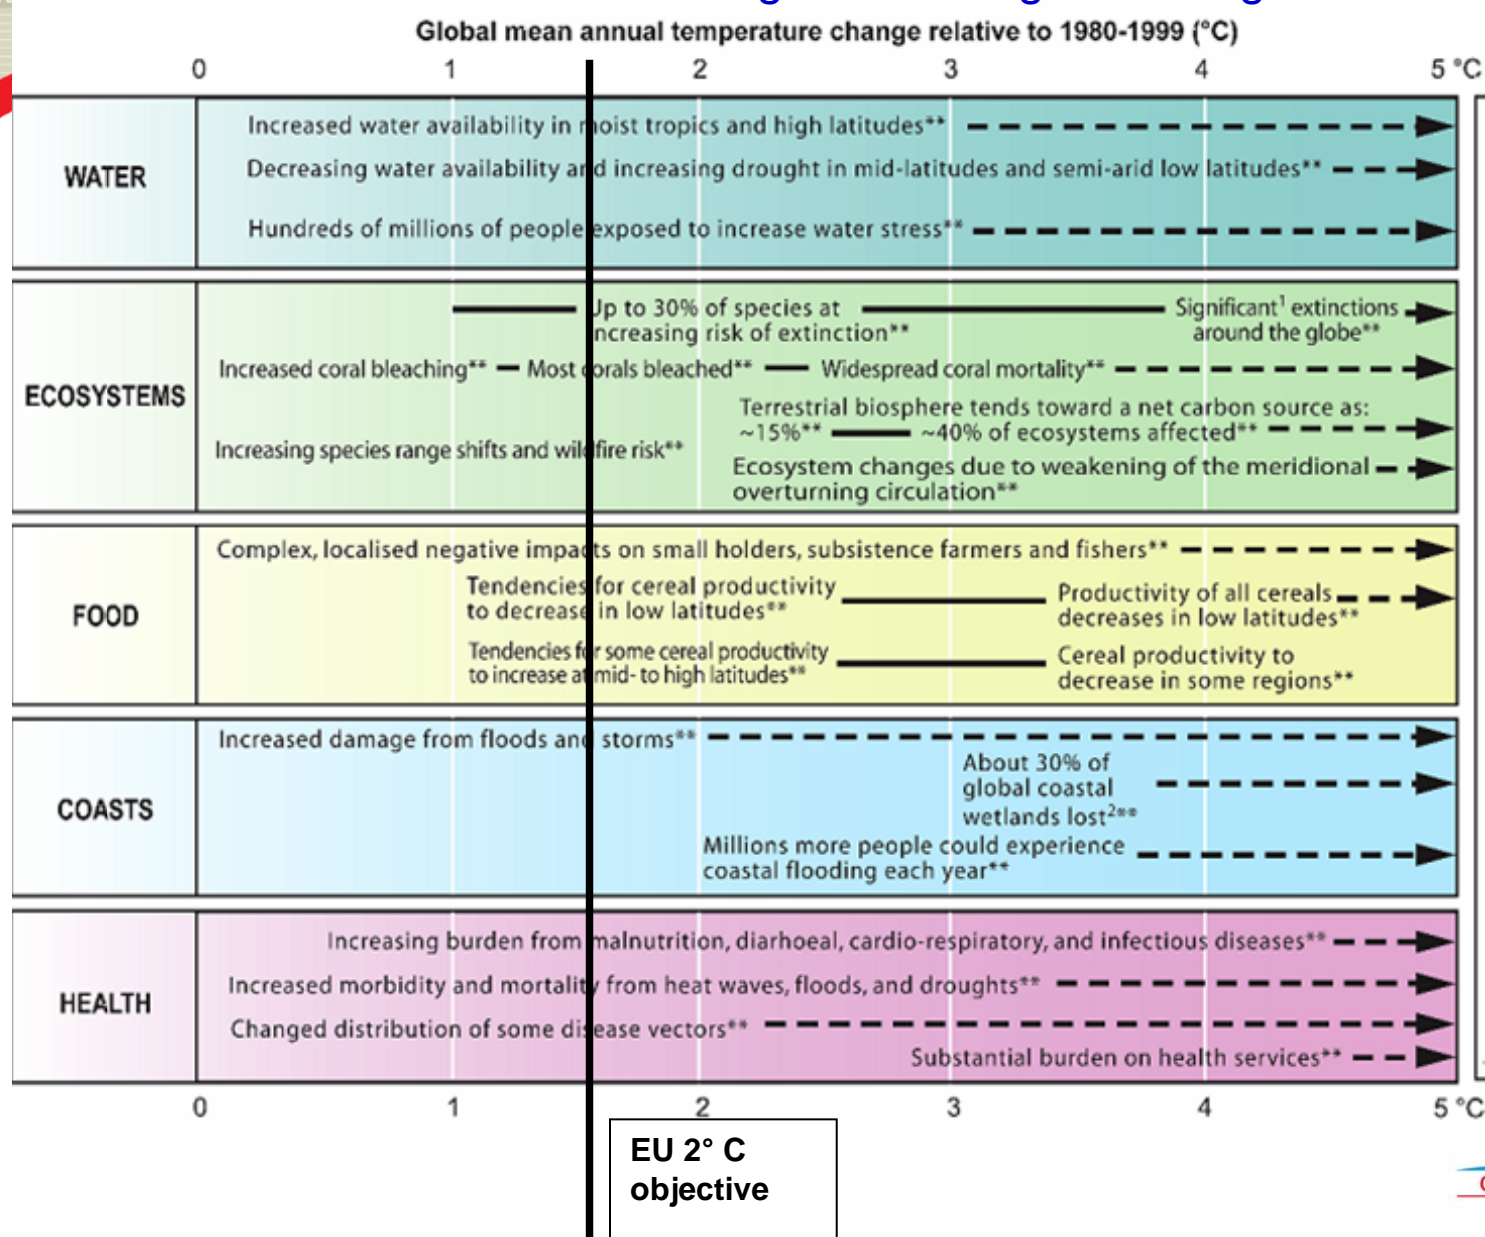 Global mean annual temperature change relative to 1980-1999 (°C)
0 1 2 3 4 5 °C
WATER
Increased water availability in moist tropics and high latitudes**
Decreasing water availability and increasing drought in mid-latitudes and semi-arid low latitudes**
Hundreds of millions of people exposed to increase water stress**
ECOSYSTEMS
Up to 30% of species at
increasing risk of extinction**
Significant¹ extinctions
around the globe**
Increased coral bleaching** Most corals bleached** Widespread coral mortality**
Terrestrial biosphere tends toward a net carbon source as:
~15%** ~40% of ecosystems affected**
Increasing species range shifts and wildfire risk**
Ecosystem changes due to weakening of the meridional
overturning circulation**
FOOD
Complex, localised negative impacts on small holders, subsistence farmers and fishers**
Tendencies for cereal productivity
to decrease in low latitudes**
Productivity of all cereals
decreases in low latitudes**
Tendencies for some cereal productivity
to increase at mid- to high latitudes**
Cereal productivity to
decrease in some regions**
COASTS
Increased damage from floods and storms**
About 30% of
global coastal
wetlands lost²**
Millions more people could experience
coastal flooding each year**
HEALTH
Increasing burden from malnutrition, diarhoeal, cardio-respiratory, and infectious diseases**
Increased morbidity and mortality from heat waves, floods, and droughts**
Changed distribution of some disease vectors**
Substantial burden on health services**
0 1 2 3 4 5 °C
EU 2° C
objective